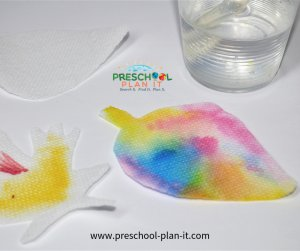 PRESCHOOL
PLAN IT
Search it. Find it. Plan it.
www.preschool-plan-it.com